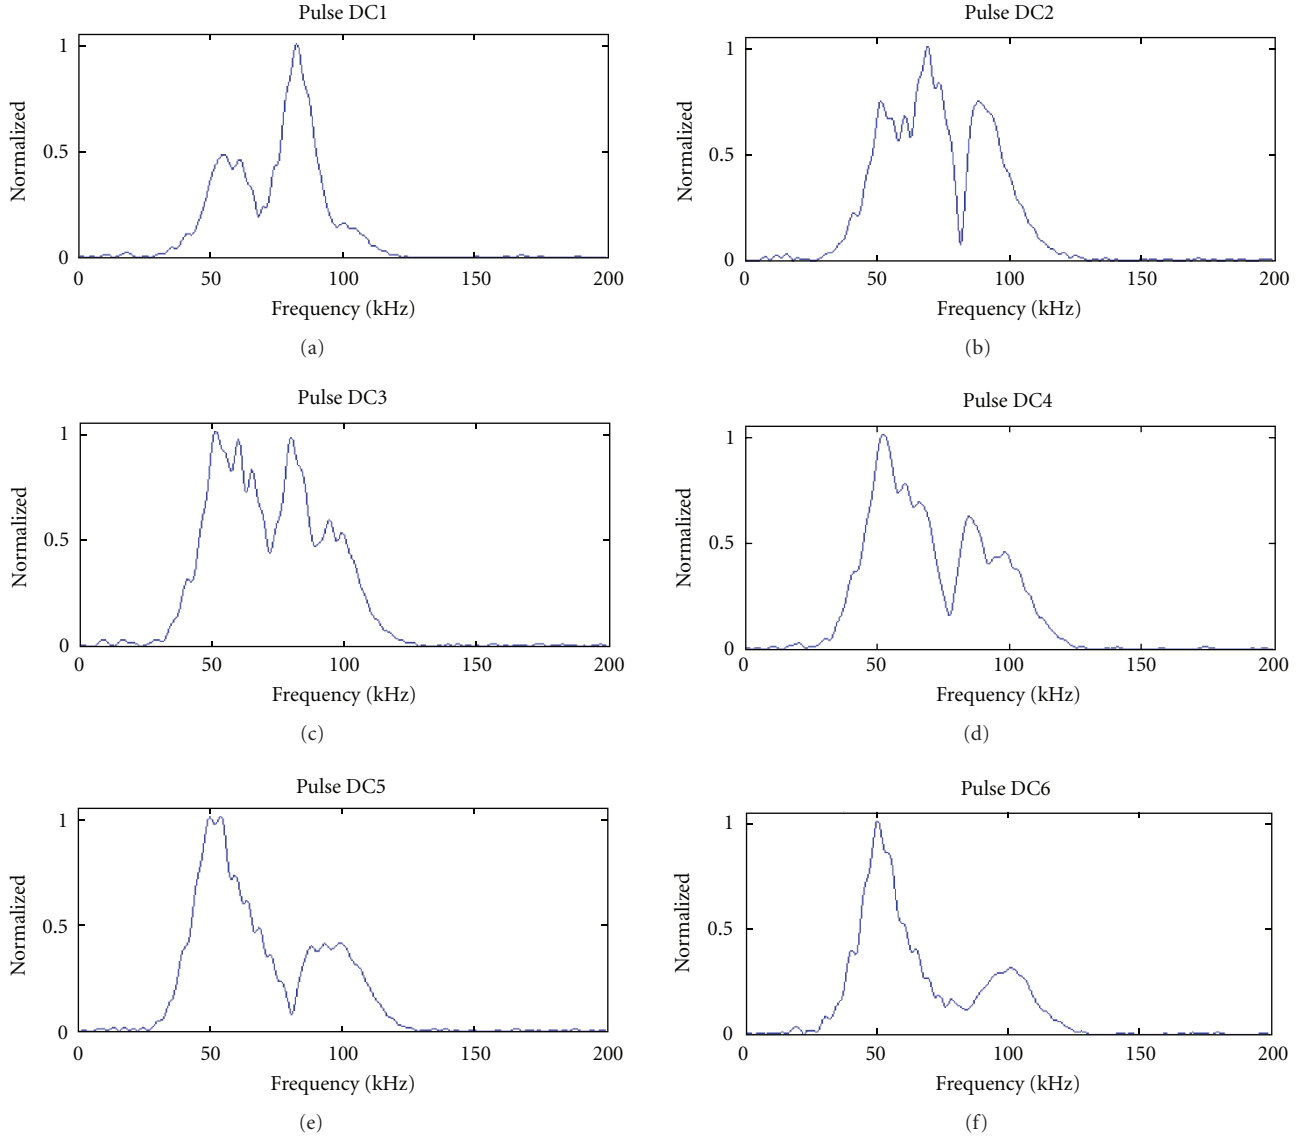 Pulse DC1
1
0.5
0
Normalized
0 50 100 150 200
Frequency (kHz)
(a)
Pulse DC2
1
0.5
0
Normalized
0 50 100 150 200
Frequency (kHz)
(b)
Pulse DC3
1
0.5
0
Normalized
0 50 100 150 200
Frequency (kHz)
(c)
Pulse DC4
1
0.5
0
Normalized
0 50 100 150 200
Frequency (kHz)
(d)
Pulse DC5
1
0.5
0
Normalized
0 50 100 150 200
Frequency (kHz)
(e)
Pulse DC6
1
0.5
0
Normalized
0 50 100 150 200
Frequency (kHz)
(f)